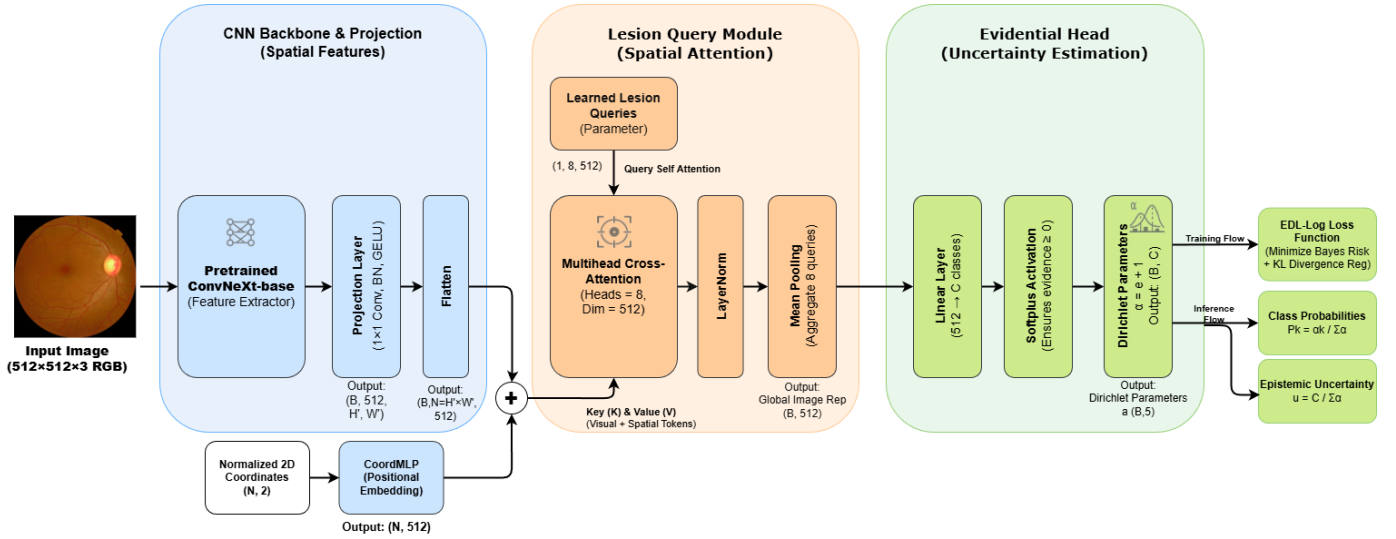 CNN Backbone & Projection
(Spatial Features)
Input Image
(512×512×3 RGB)
Pretrained
ConvNeXt-base
(Feature Extractor)
Projection Layer
(1×1 Conv, BN, GELU)
Output:
(B, 512,
H', W')
Flatten
Output:
(B,N=H'×W',
512)
Normalized 2D
Coordinates
(N, 2)
CoordMLP
(Positional
Embedding)
Output: (N, 512)
+
Lesion Query Module
(Spatial Attention)
Learned Lesion
Queries
(Parameter)
(1, 8, 512)
Query Self Attention
Multihead Cross-
Attention
(Heads = 8,
Dim = 512)
Key (K) & Value (V)
(Visual + Spatial Tokens)
LayerNorm
Mean Pooling
(Aggregate 8 queries)
Output:
Global Image Rep
(B, 512)
Evidential Head
(Uncertainty Estimation)
Linear Layer
(512 → C classes)
Softplus Activation
(Ensures evidence ≥ 0)
α
Dirichlet Parameters
α = e + 1
Output: (B, C)
Output:
Dirichlet Parameters
a (B,5)
Training Flow
EDL-Log Loss
Function
(Minimize Bayes Risk
+ KL Divergence Reg)
Inference
Flow
Class Probabilities
Pk = αk / Σα
Epistemic Uncertainty
u = C / Σα